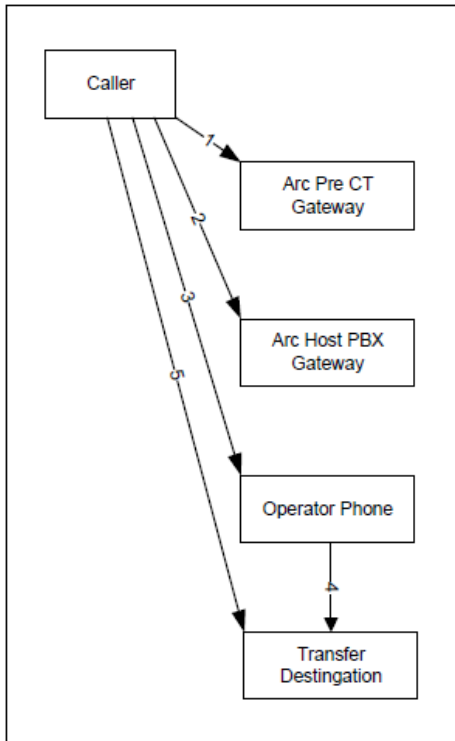 Caller
1
Arc Pre CT
Gateway
2
3
Arc Host PBX
Gateway
5
Operator Phone
4
Transfer
Destingation